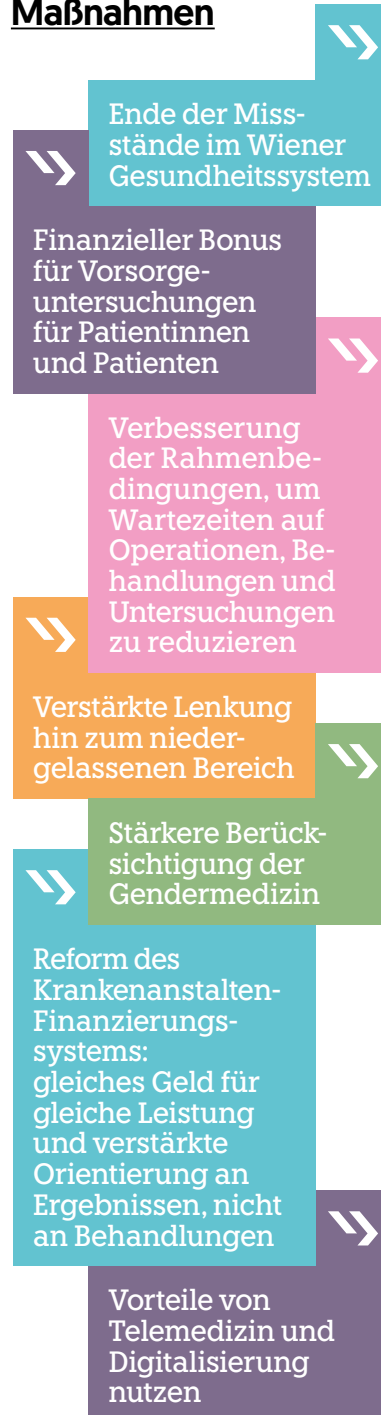 Maßnahmen
Ende der Miss-
stände im Wiener
Gesundheitssystem
Finanzieller Bonus
für Vorsorge-
untersuchungen
für Patientinnen
und Patienten
Verbesserung
der Rahmenbe-
dingungen, um
Wartezeiten auf
Operationen, Be-
handlungen und
Untersuchungen
zu reduzieren
Verstärkte Lenkung
hin zum nieder-
gelassenen Bereich
Stärkere Berück-
sichtigung der
Gendermedizin
Reform des
Krankenanstalten-
Finanzierungs-
systems:
gleiches Geld für
gleiche Leistung
und verstärkte
Orientierung an
Ergebnissen, nicht
an Behandlungen
Vorteile von
Telemedizin und
Digitalisierung
nutzen